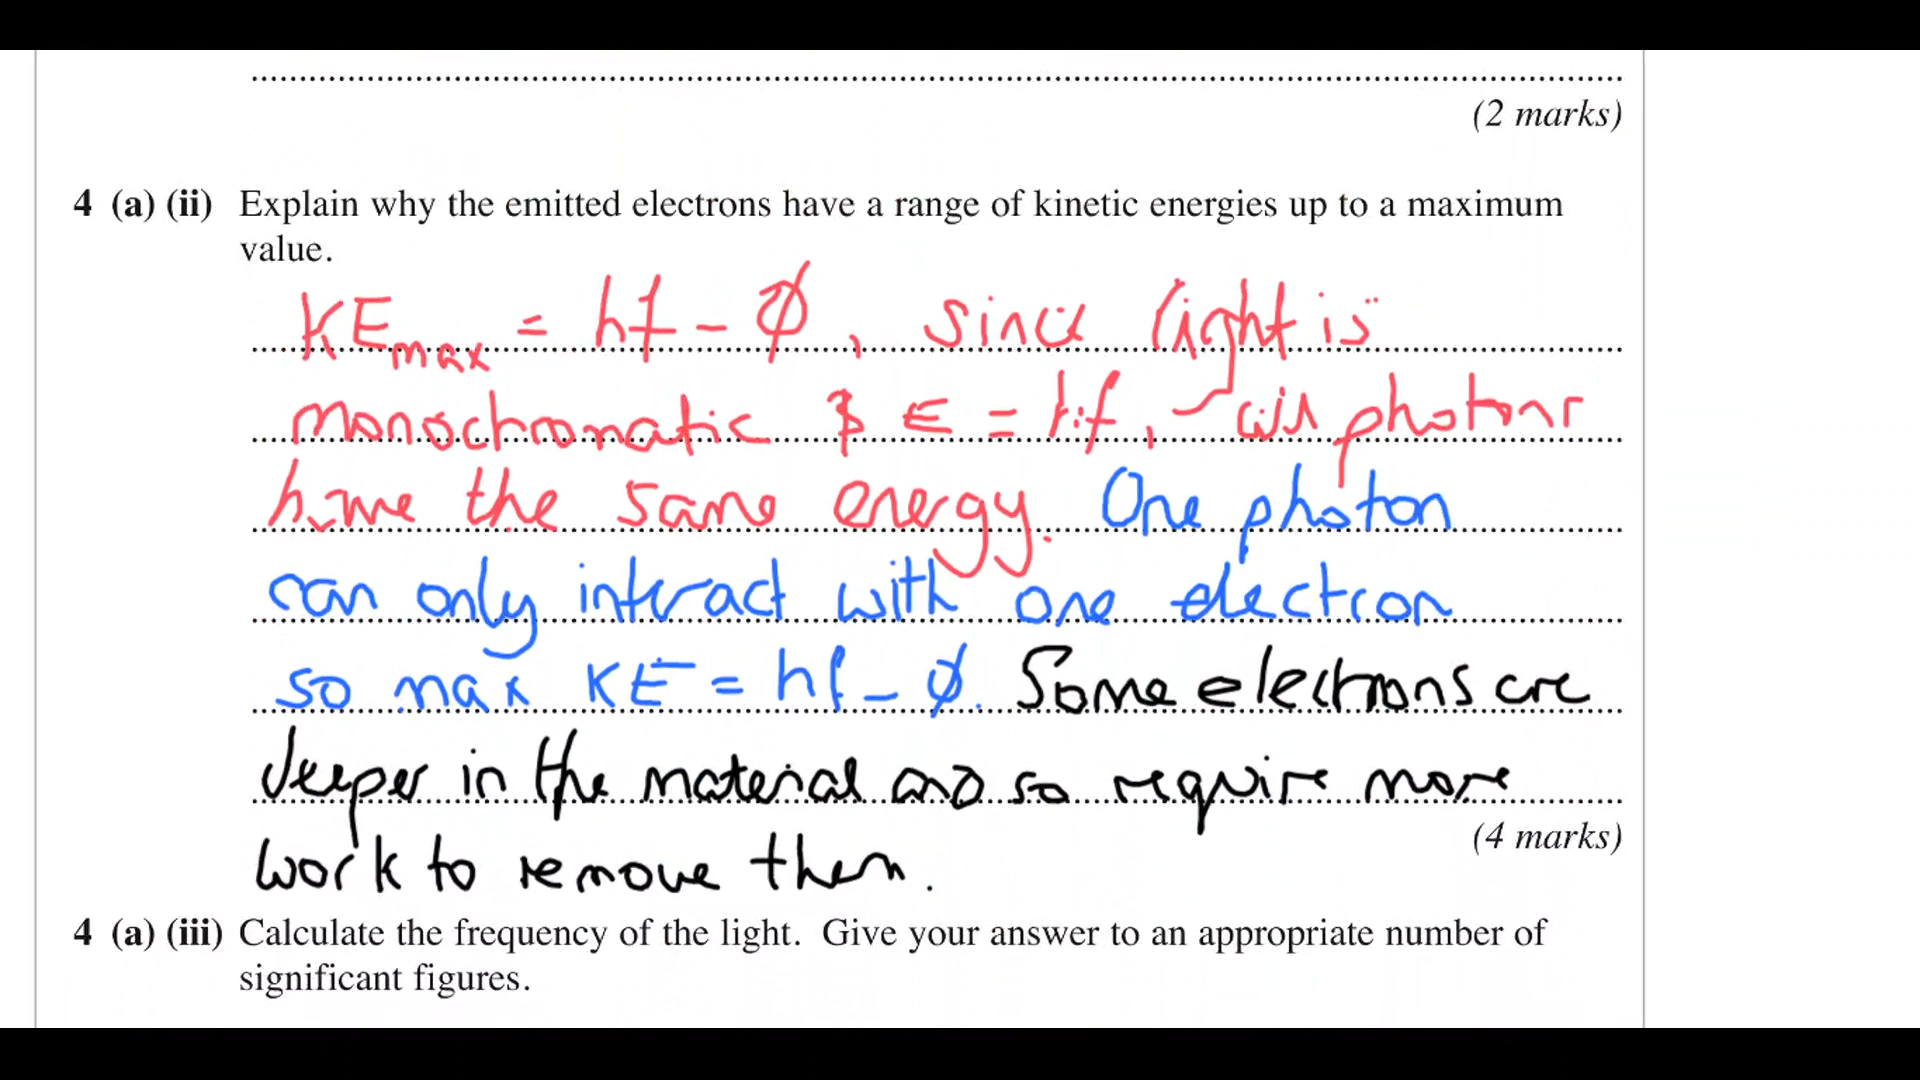 (2 marks)
4 (a) (ii) Explain why the emitted electrons have a range of kinetic energies up to a maximum
value.
KEmax = hf - ϕ, since light is
monochromatic & E = hf, all photons
have the same energy. One photon
can only interact with one electron
so max KE = hf - ϕ. Some electrons are
deeper in the material and so require more
(4 marks)
work to remove them.
4 (a) (iii) Calculate the frequency of the light. Give your answer to an appropriate number of
significant figures.